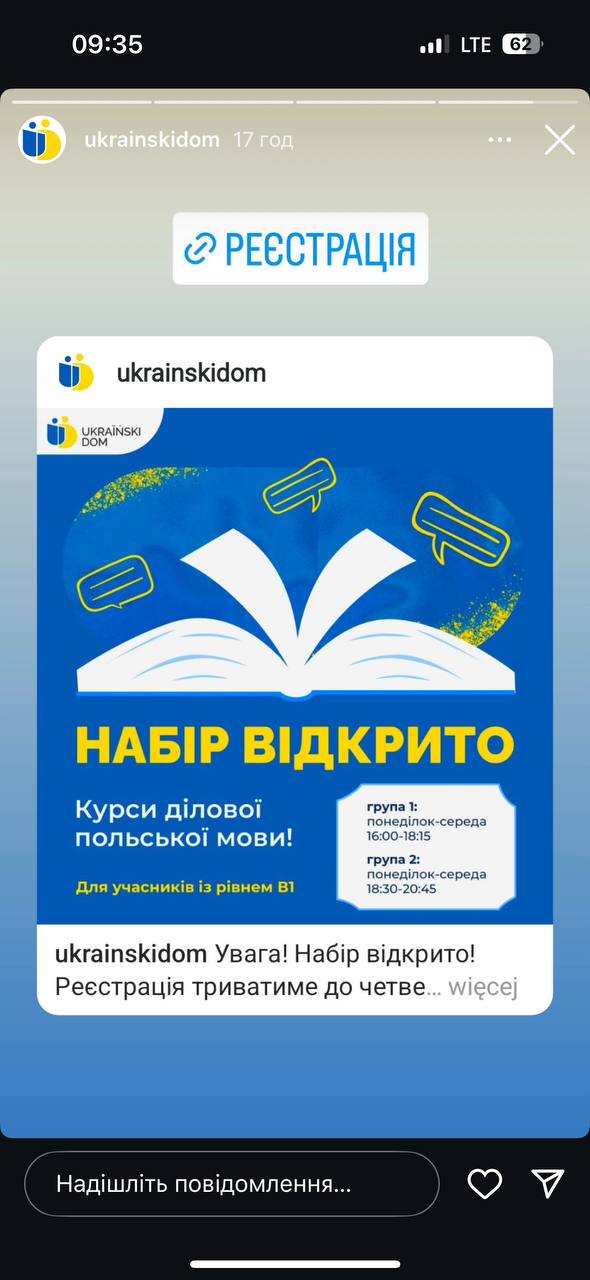 09:35
LTE
62
ukrainskidom 17 год
РЕЄСТРАЦІЯ
ukrainskidom
UKRAЇŃSKI
DOM
НАБІР ВІДКРИТО
Курси ділової
польської мови!
Для учасників із рівнем B1
група 1:
понеділок-середа
16:00-18:15
група 2:
понеділок-середа
18:30-20:45
ukrainskidom Увага! Набір відкрито!
Реєстрація триватиме до четве... więcej
Надішліть повідомлення...